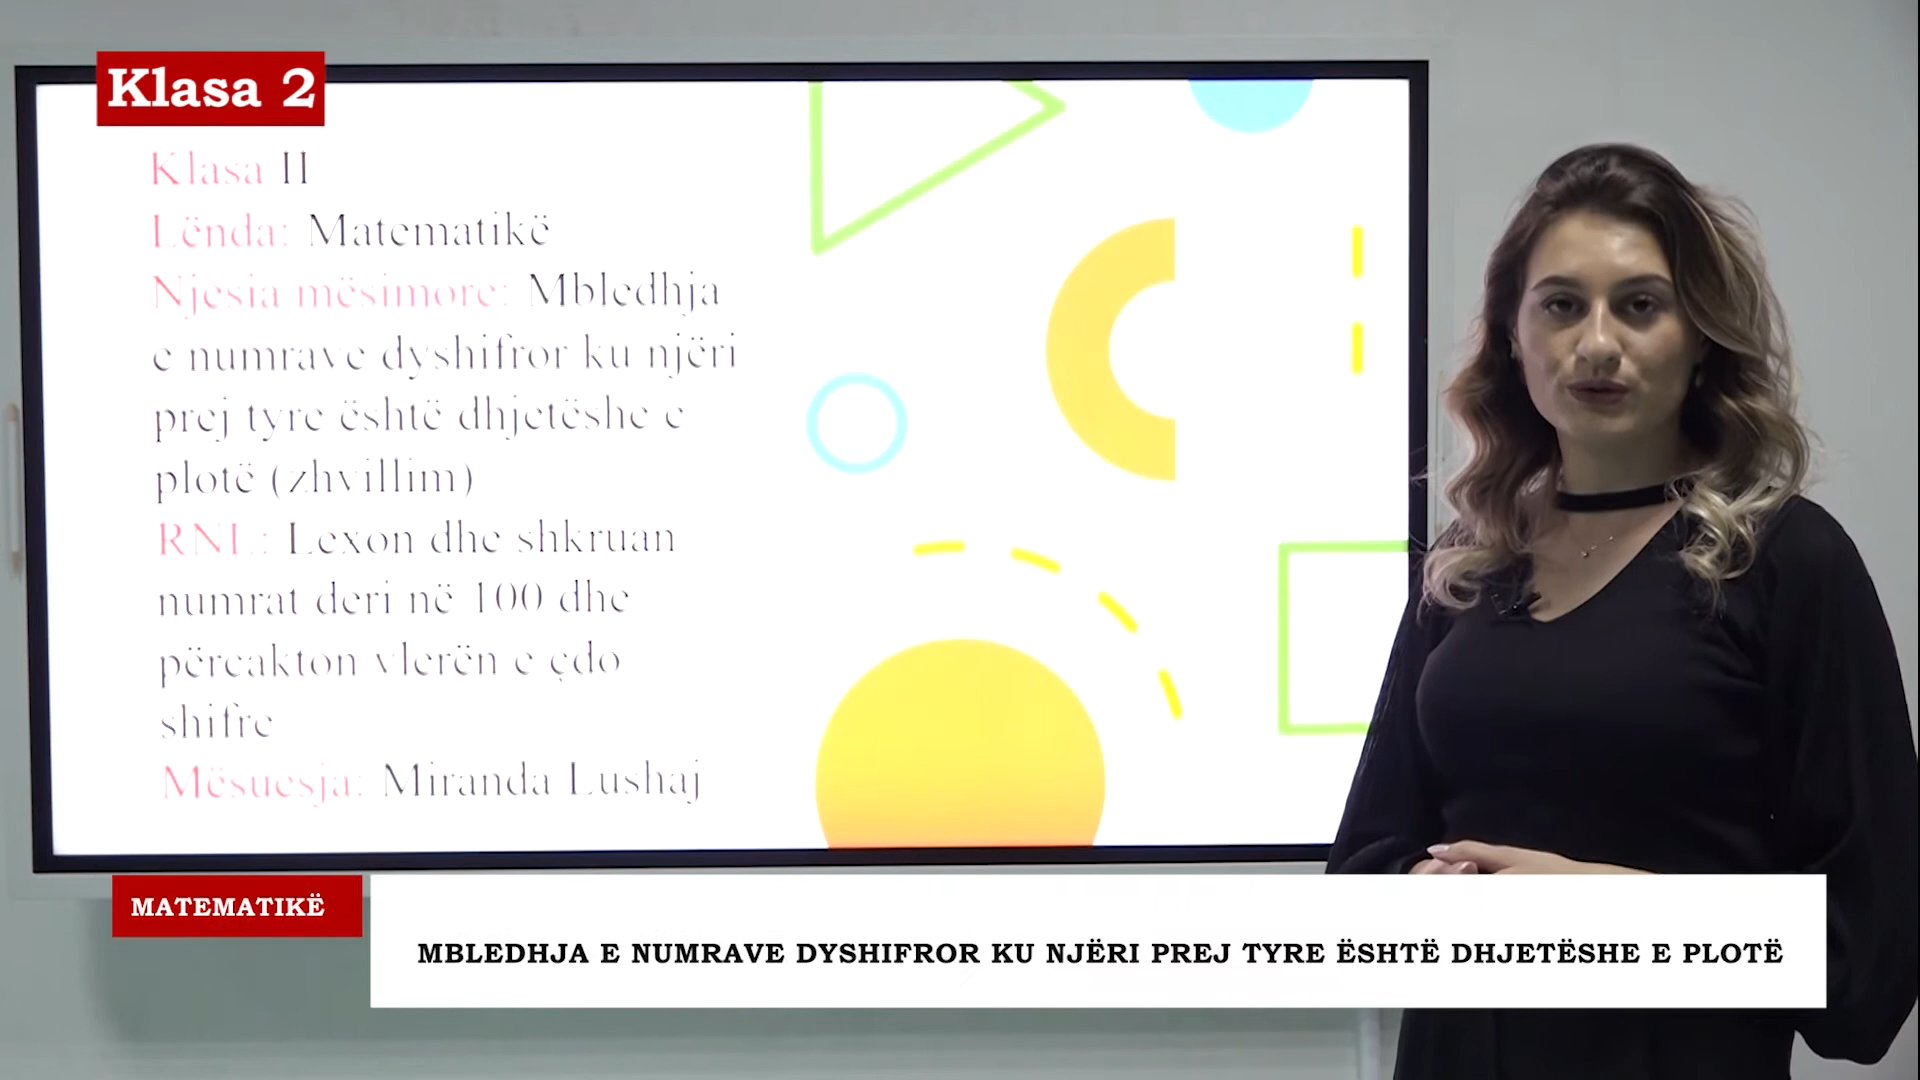 Klasa 2
Klasa II
Lënda: Matematikë
Njesia mësimore: Mbledhja
e numrave dyshifror ku njëri
prej tyre është dhjetëshe e
plotë (zhvillim)
RNL: Lexon dhe shkruan
numrat deri në 100 dhe
përcakton vlerën e çdo
shifre
Mësuesja: Miranda Lushaj
MATEMATIKË
MBLEDHJA E NUMRAVE DYSHIFROR KU NJËRI PREJ TYRE ËSHTË DHJETËSHE E PLOTË